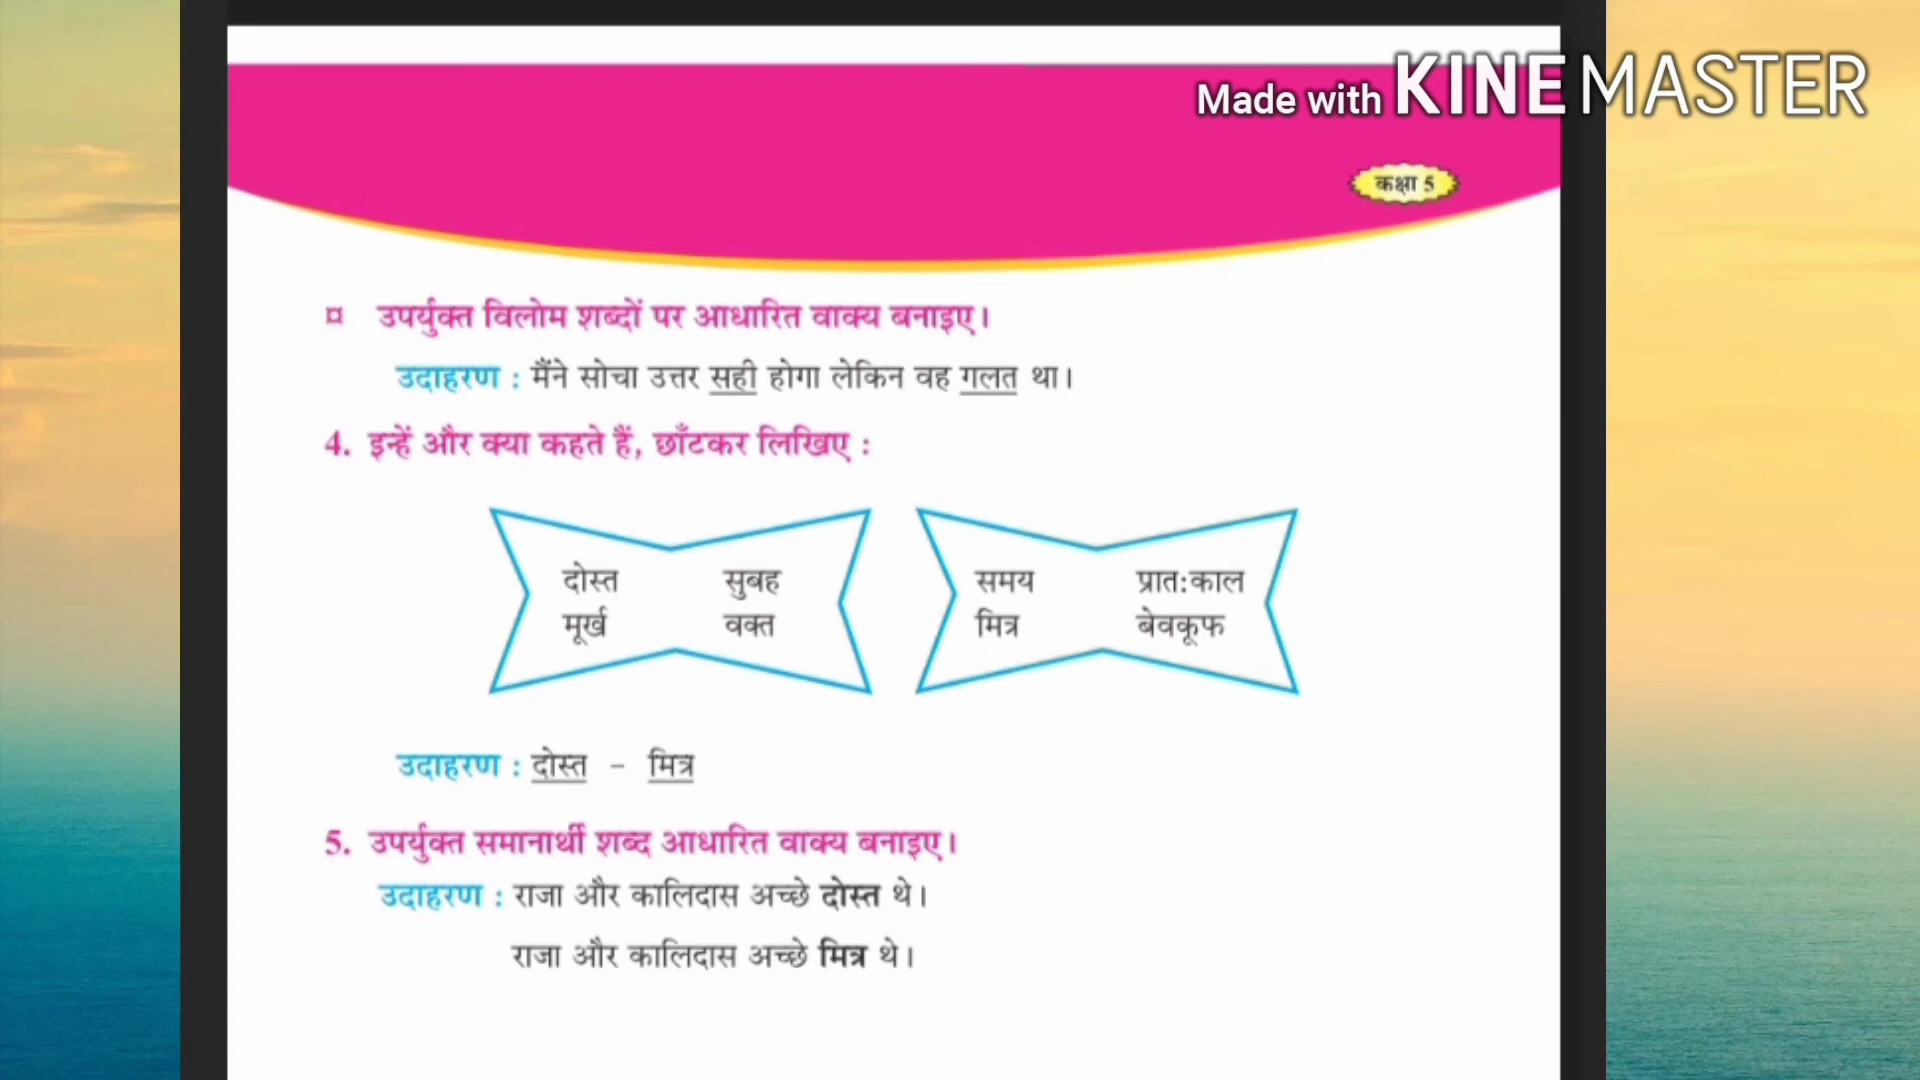 Made with KINEMASTER
कक्षा 5
¤ उपर्युक्त विलोम शब्दों पर आधारित वाक्य बनाइए।
उदाहरण : मैंने सोचा उत्तर सही होगा लेकिन वह गलत था।
4. इन्हें और क्या कहते हैं, छाँटकर लिखिए :
दोस्त सुबह
मूर्ख वक्त
समय प्रात:काल
मित्र बेवकूफ
उदाहरण : दोस्त - मित्र
5. उपर्युक्त समानार्थी शब्द आधारित वाक्य बनाइए।
उदाहरण : राजा और कालिदास अच्छे दोस्त थे।
राजा और कालिदास अच्छे मित्र थे।